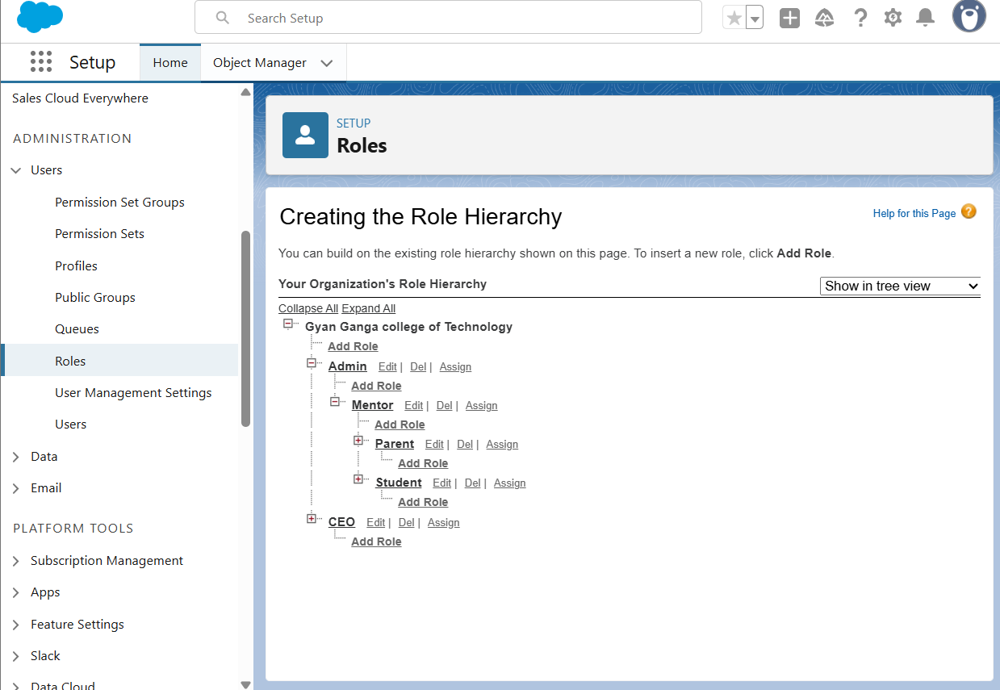 Search Setup
Setup
Home
Object Manager
Sales Cloud Everywhere
ADMINISTRATION
Users
Permission Set Groups
Permission Sets
Profiles
Public Groups
Queues
Roles
User Management Settings
Users
Data
Email
PLATFORM TOOLS
Subscription Management
Apps
Feature Settings
Slack
Data Cloud
SETUP
Roles
Creating the Role Hierarchy
Help for this Page ?
You can build on the existing role hierarchy shown on this page. To insert a new role, click Add Role.
Your Organization's Role Hierarchy
Show in tree view
Collapse All Expand All
Gyan Ganga college of Technology
Add Role
Admin Edit | Del | Assign
Add Role
Mentor Edit | Del | Assign
Add Role
Parent Edit | Del | Assign
Add Role
Student Edit | Del | Assign
Add Role
CEO Edit | Del | Assign
Add Role